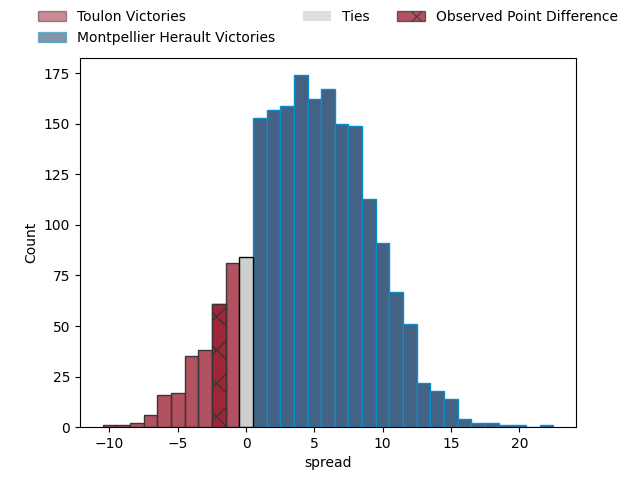 Toulon Victories
Montpellier Herault Victories
Ties
Observed Point Difference
175
150
125
100
75
50
25
0
Count
−10
−5
0
5
10
15
20
spread